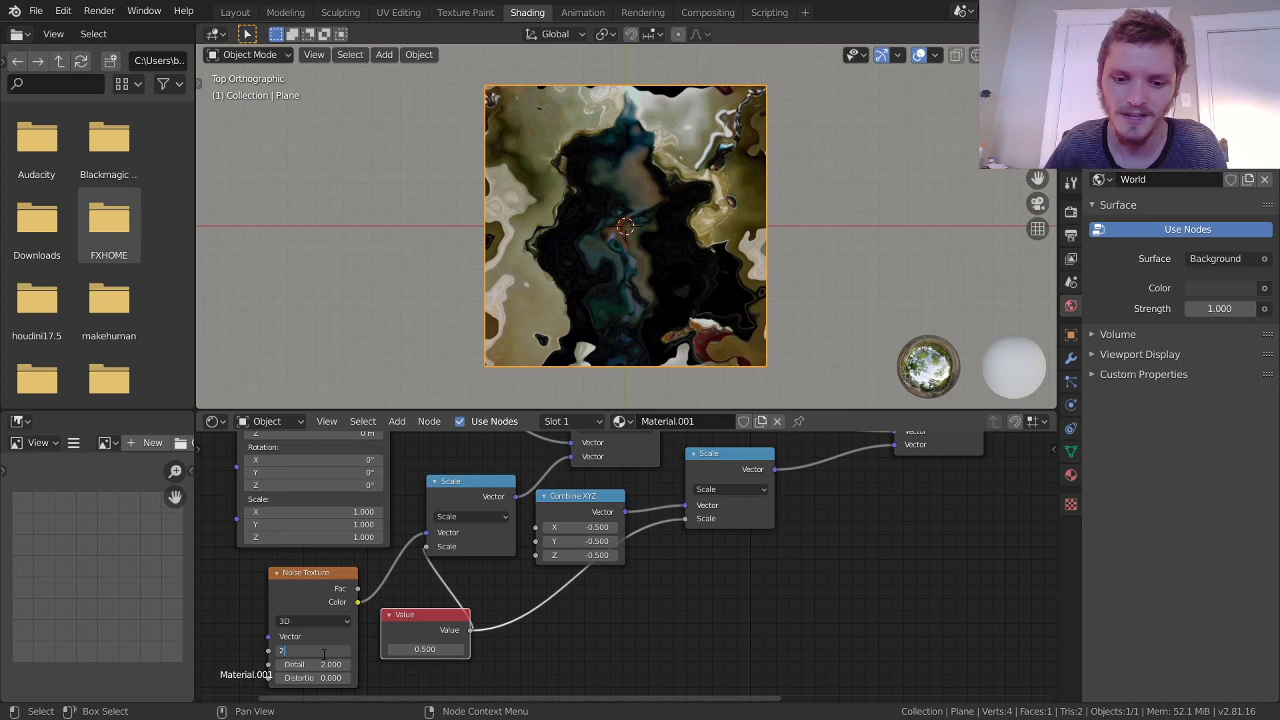 File Edit Render Window Help
Layout Modeling Sculpting UV Editing Texture Paint Shading Animation Rendering Compositing Scripting +
View Select
Global
C:\Users\b..
Object Mode View Select Add Object
Top Orthographic
(1) Collection | Plane
Audacity
Blackmagic ..
Downloads
FXHOME
houdini17.5
makehuman
World
Surface
Use Nodes
Surface Background
Color
Strength 1.000
Volume
Viewport Display
Custom Properties
Object View Select Add Node Use Nodes Slot 1 Material.001
View New
Z 0 m
Rotation:
X 0°
Y 0°
Z 0°
Scale:
X 1.000
Y 1.000
Z 1.000
Scale
Vector
Scale
Vector
Scale
Vector
Vector
Combine XYZ
Vector
X -0.500
Y -0.500
Z -0.500
Scale
Vector
Scale
Vector
Scale
Vector
Noise Texture
Fac
Color
3D
Vector
2
Detail 2.000
Distortio 0.000
Value
Value
0.500
Material.001
Select Box Select Pan View Node Context Menu Collection | Plane | Verts:4 | Faces:1 | Tris:2 | Objects:1/1 | Mem: 52.1 MiB | v2.81.16